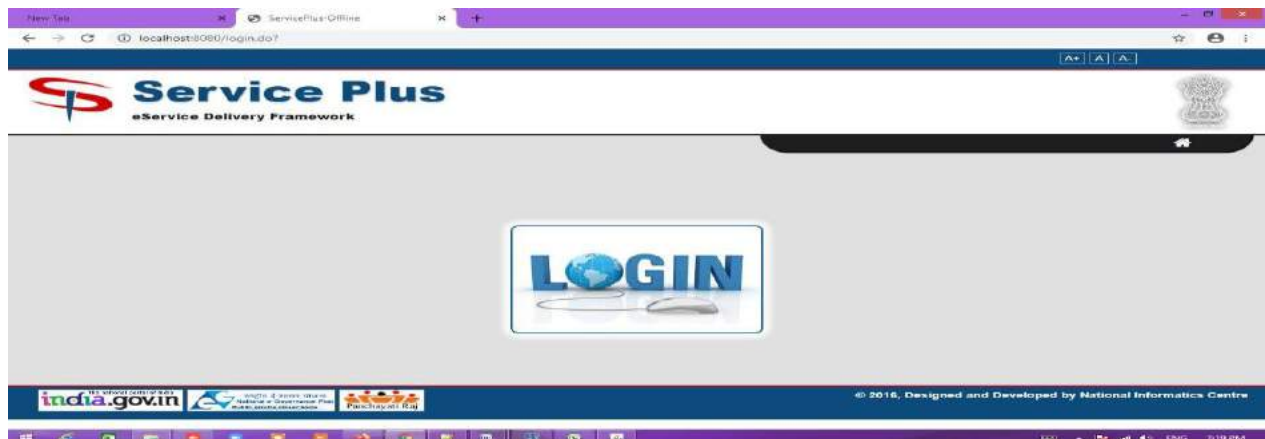 New Tab
ServicePlus-Offline
localhost:8080/login.do?
A+ A A-
Service Plus
eService Delivery Framework
LOGIN
india.gov.in
Panchayati Raj
© 2016, Designed and Developed by National Informatics Centre
ENG